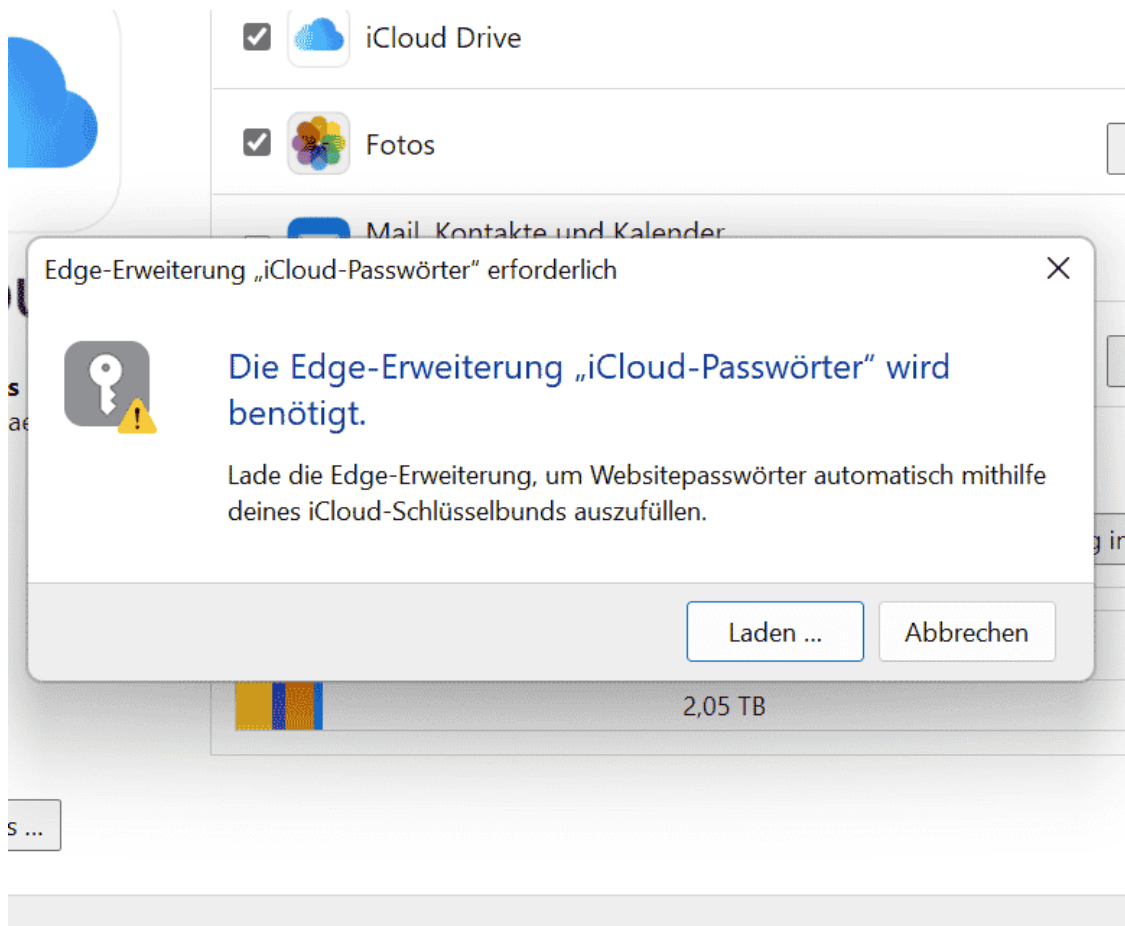 iCloud Drive
Fotos
Mail, Kontakte und Kalender
Edge-Erweiterung „iCloud-Passwörter“ erforderlich
Die Edge-Erweiterung „iCloud-Passwörter“ wird
benötigt.
Lade die Edge-Erweiterung, um Websitepasswörter automatisch mithilfe
deines iCloud-Schlüsselbunds auszufüllen.
Laden ...
Abbrechen
2,05 TB